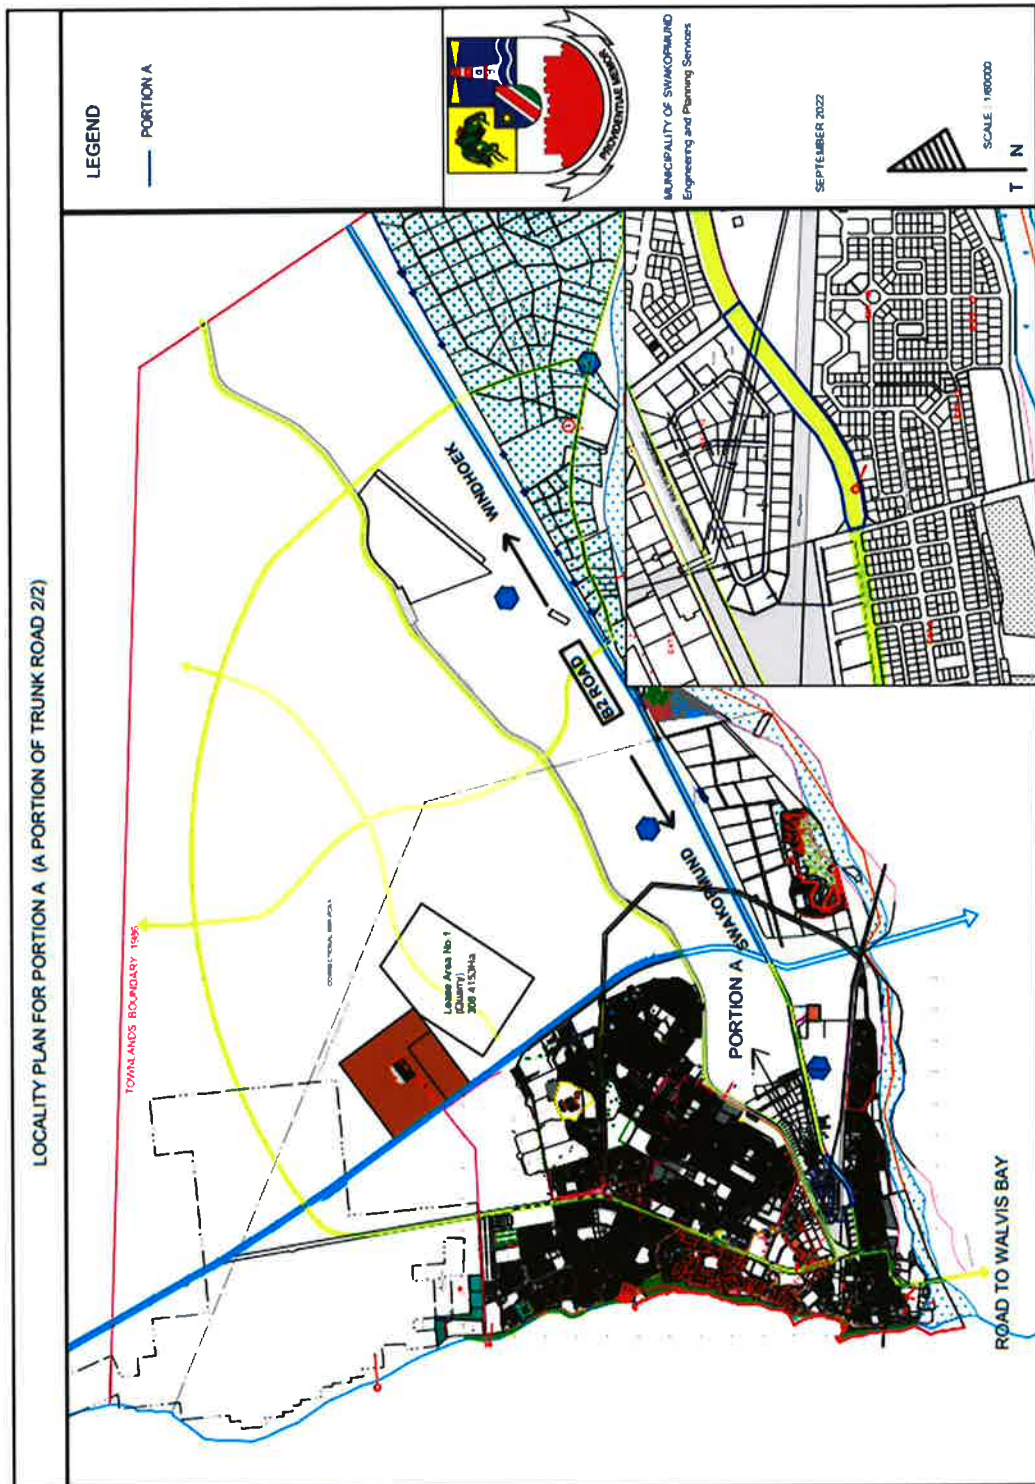 LOCALITY PLAN FOR PORTION A (A PORTION OF TRUNK ROAD 2/2)
TOWNLANDS BOUNDARY 1986
Lease Area No 1
(Quarry)
WINDHOEK
B2 ROAD
SWAKOPMUND
PORTION A
ROAD TO WALVIS BAY
LEGEND
PORTION A
PROVIDENTIAE MEMOR
MUNICIPALITY OF SWAKOPMUND
Engineering and Planning Services
SEPTEMBER 2022
SCALE : 1/60000
T N